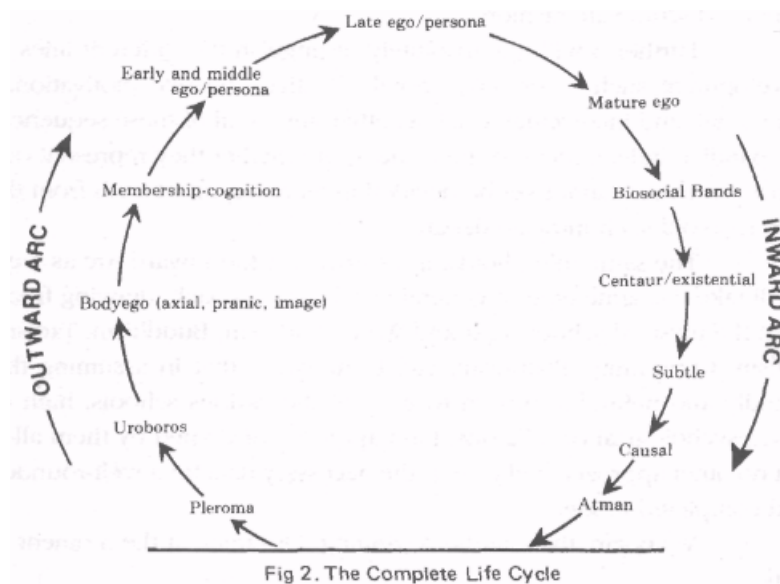 Late ego/persona
Early and middle
ego/persona
Mature ego
Membership-cognition
Biosocial Bands
OUTWARD ARC
INWARD ARC
Centaur/existential
Bodyego (axial, pranic, image)
Subtle
Uroboros
Causal
Pleroma
Atman
Fig 2. The Complete Life Cycle